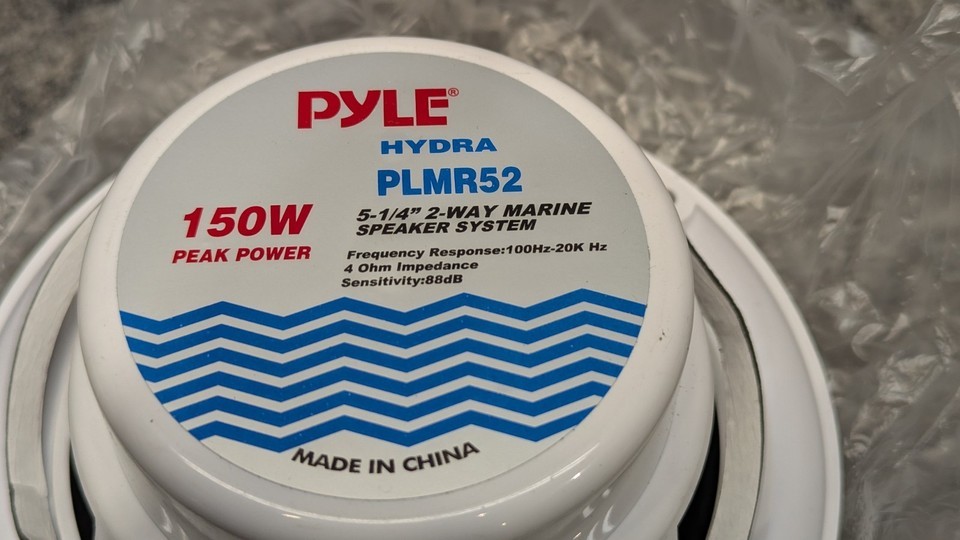 PYLE®
HYDRA
PLMR52
150W
PEAK POWER
5-1/4" 2-WAY MARINE
SPEAKER SYSTEM
Frequency Response:100Hz-20K Hz
4 Ohm Impedance
Sensitivity:88dB
MADE IN CHINA